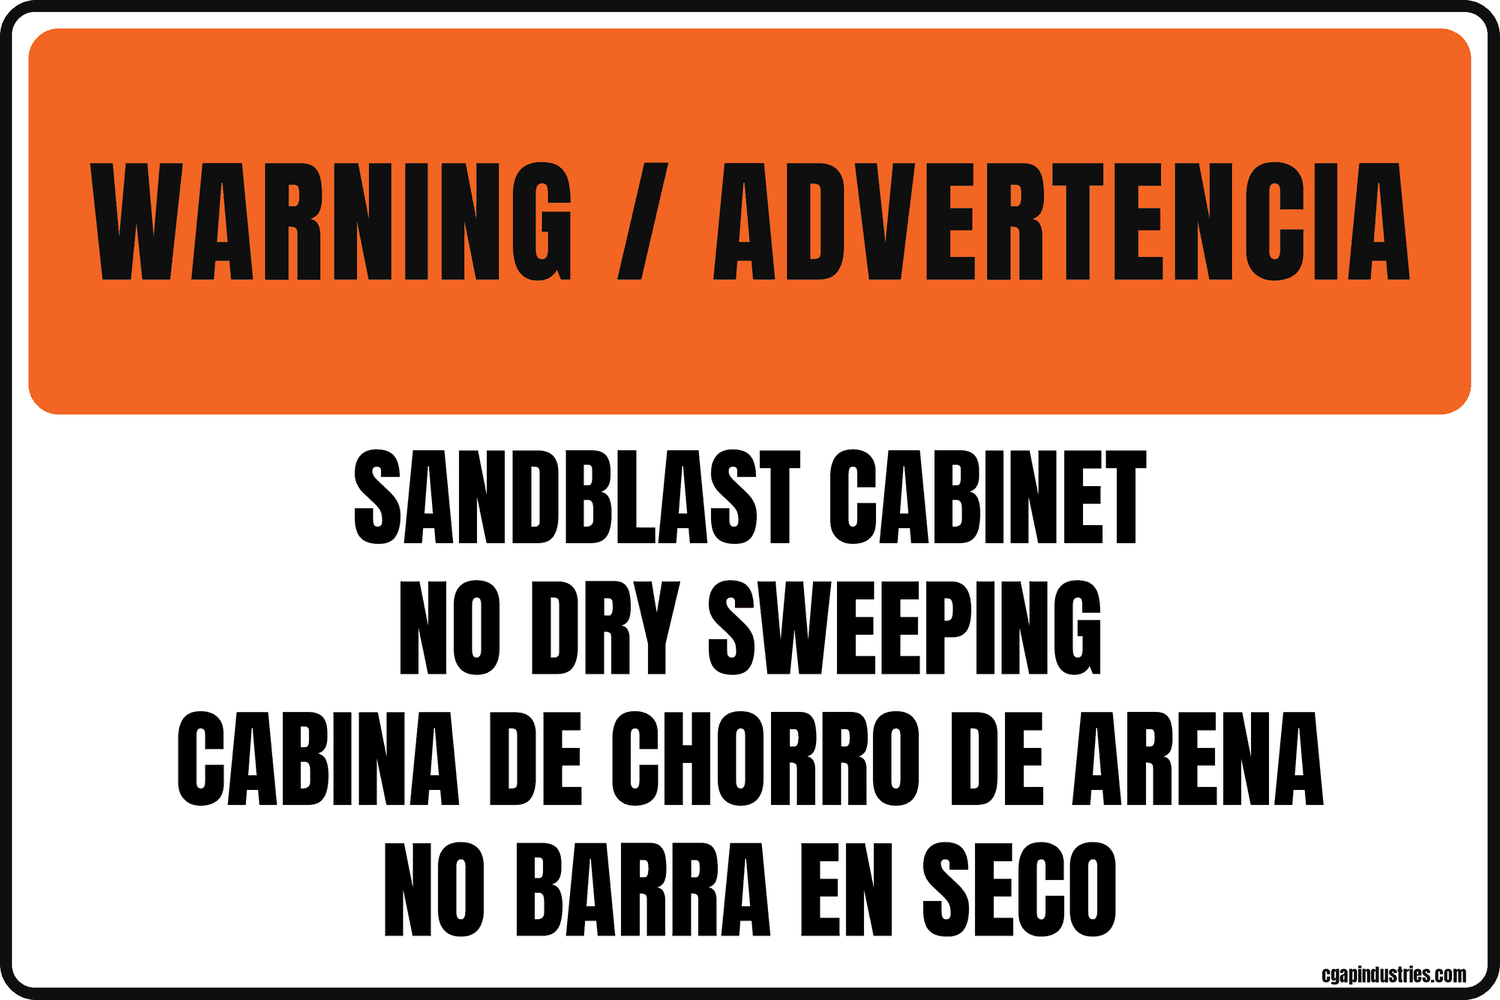 WARNING / ADVERTENCIA
SANDBLAST CABINET
NO DRY SWEEPING
CABINA DE CHORRO DE ARENA
NO BARRA EN SECO
cgapindustries.com